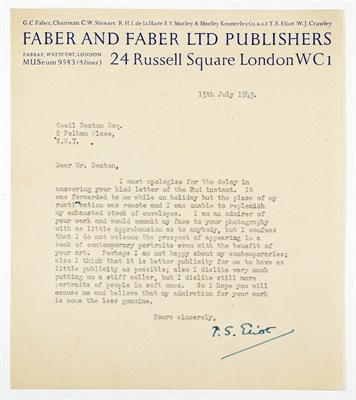 G.C. Faber, Chairman C.W. Stewart R.H.I. de la Mare F.V. Morley & Morley Kennerley (U.S.A.) T.S. Eliot W.J. Crawley
FABER AND FABER LTD PUBLISHERS
FABBAF, WESTCENT, LONDON
MUSeum 9543 (4 lines)
24 Russell Square London WC1
15th July 1943.
Cecil Beaton Esq.
8 Pelham Place,
S.W.7.
Dear Mr. Beaton,
I must apologise for the delay in
answering your kind letter of the 2nd instant. It
was forwarded to me while on holiday but the place of my
rustication was remote and I was unable to replenish
my exhausted stock of envelopes. I am an admirer
of your work and would commit my face to your photography
with as little apprehension as to anybody, but I confess
that I do not welcome the prospect of appearing in a
book of contemporary portraits even with the benefit of
your art. Perhaps I am not happy about my contemporaries;
also I think that it is better publicity for me to have as
little publicity as possible; also I dislike very much
putting on a stiff collar, but I dislike still more
portraits of people in soft ones. So I hope you will
excuse me and believe that my admiration for your work
is none the less genuine.
Yours sincerely,
T. S. Eliot